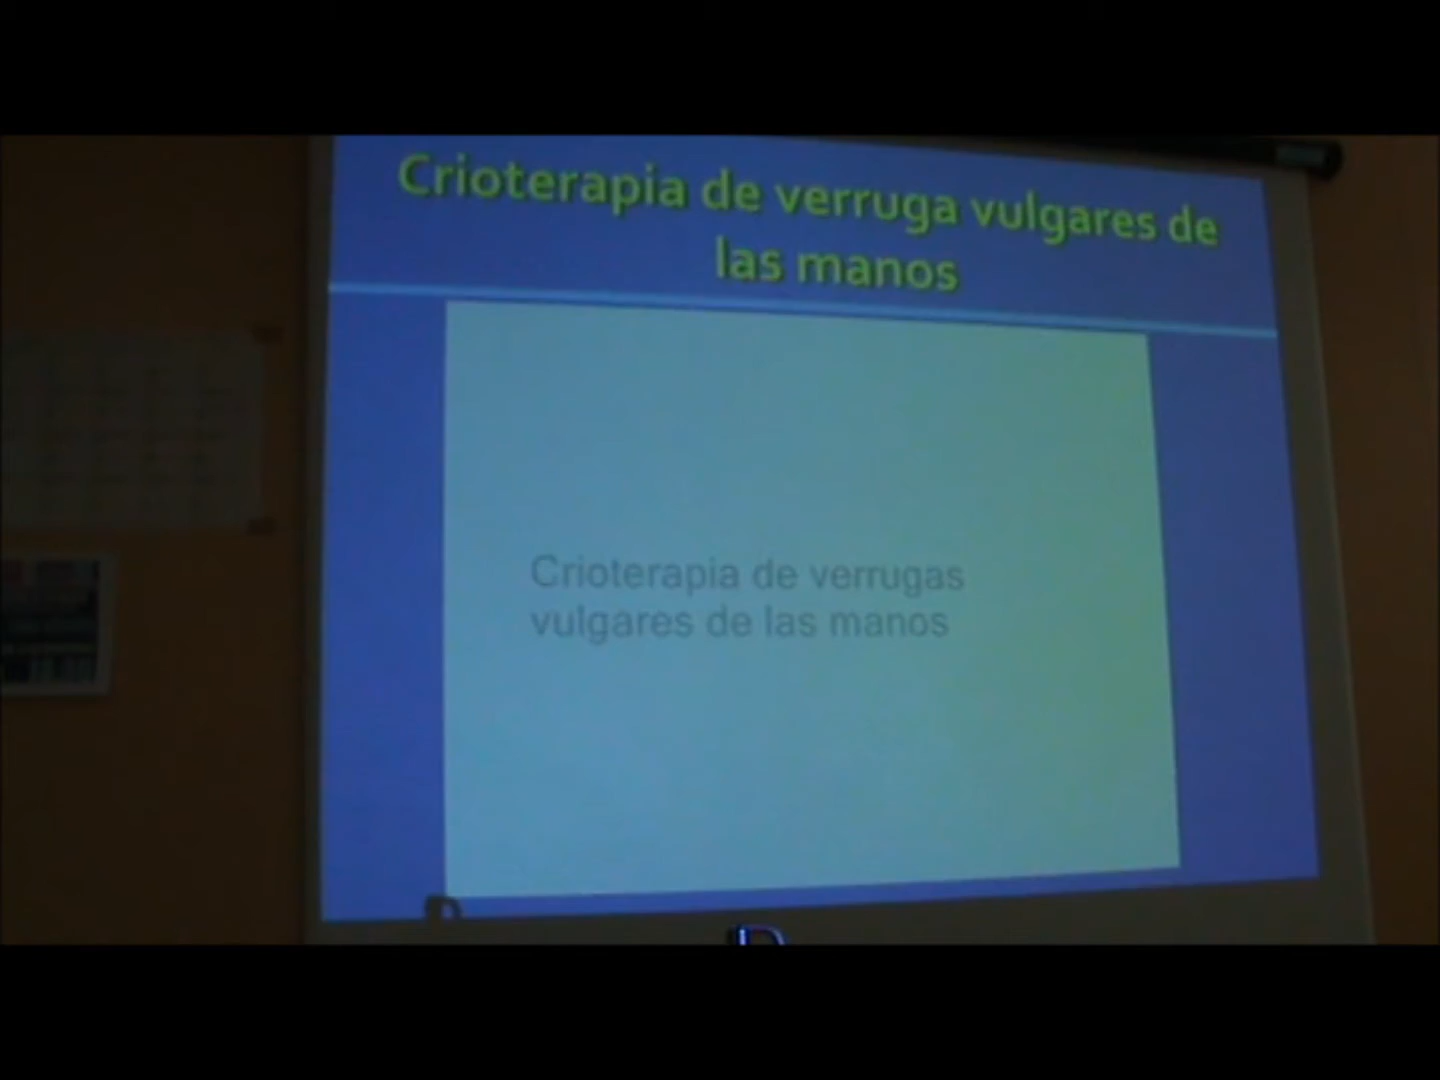 Crioterapia de verruga vulgares de
las manos
Crioterapia de verrugas
vulgares de las manos